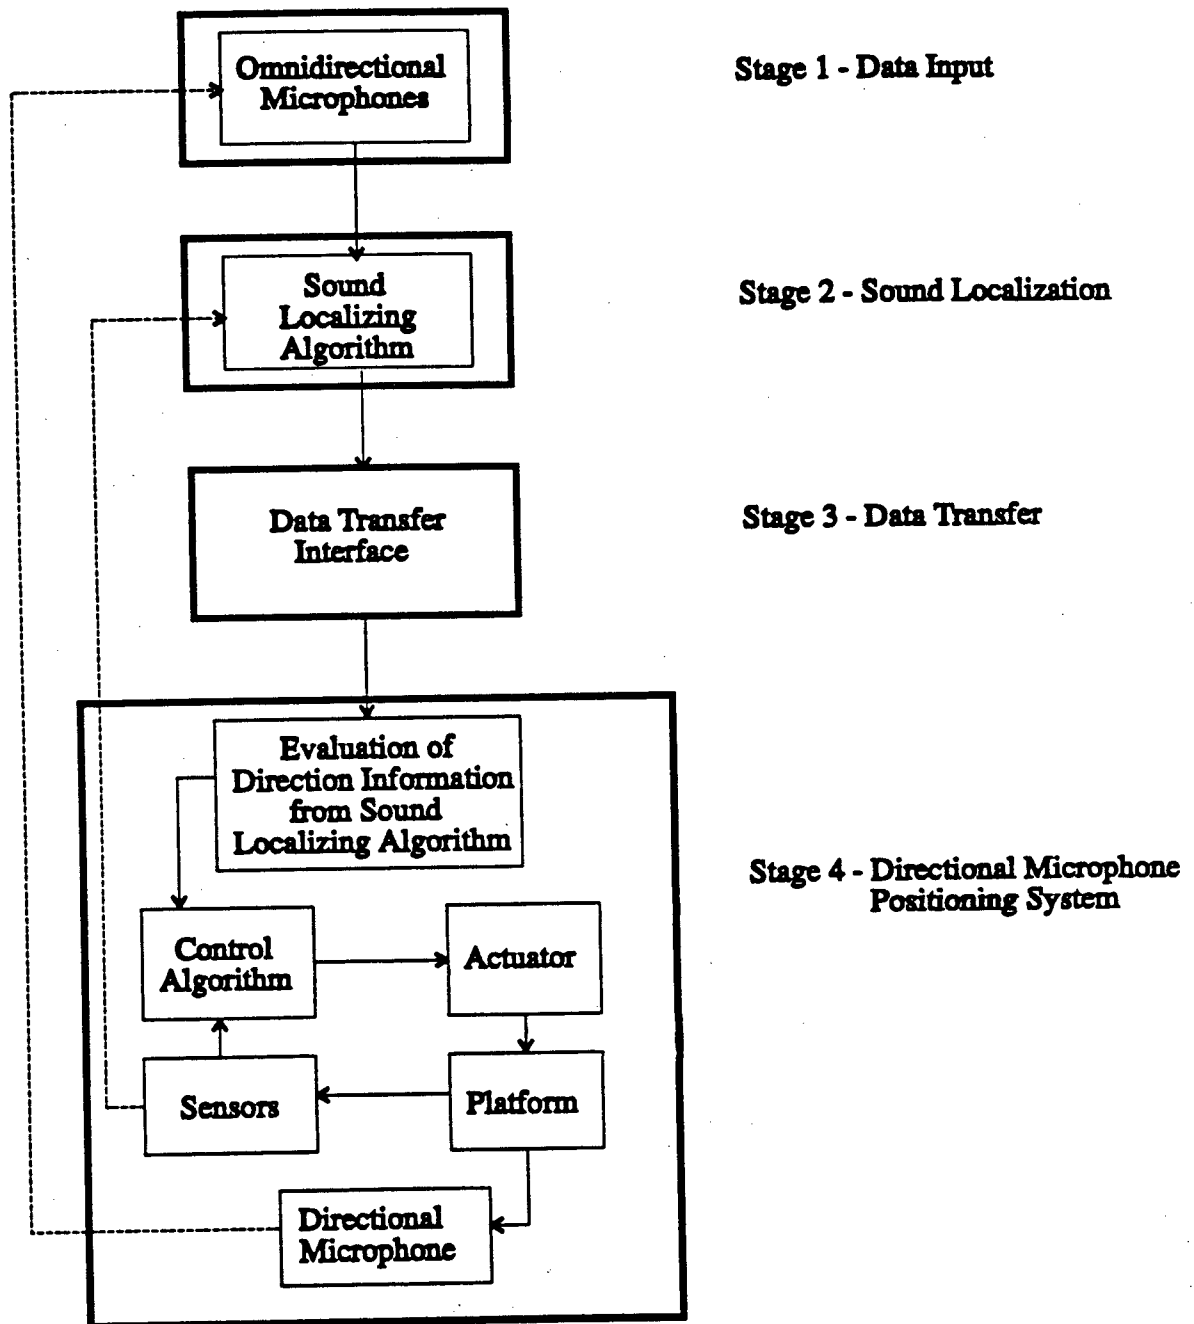 Omnidirectional
Microphones
Stage 1 - Data Input
Sound
Localizing
Algorithm
Stage 2 - Sound Localization
Data Transfer
Interface
Stage 3 - Data Transfer
Evaluation of
Direction Information
from Sound
Localizing Algorithm
Stage 4 - Directional Microphone
Positioning System
Control
Algorithm
Actuator
Sensors
Platform
Directional
Microphone